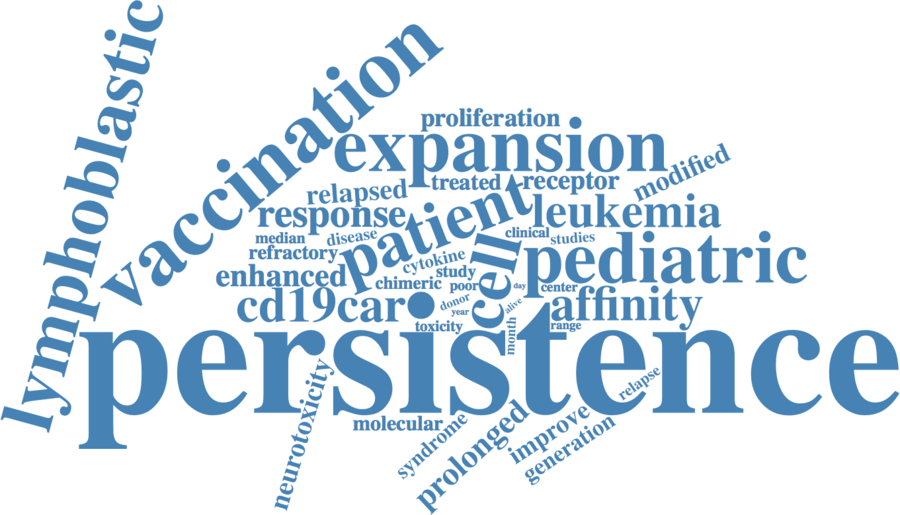 lymphoblastic
vaccination
proliferation
expansion
modified
relapsed
treated
receptor
response
patient
leukemia
median
disease
clinical
studies
refractory
cytokine
cell
pediatric
enhanced
chimeric
study
poor
day
center
cd19car
donor
year
alive
affinity
toxicity
month
range
persistence
neurotoxicity
molecular
syndrome
prolonged
improve
generation
relapse